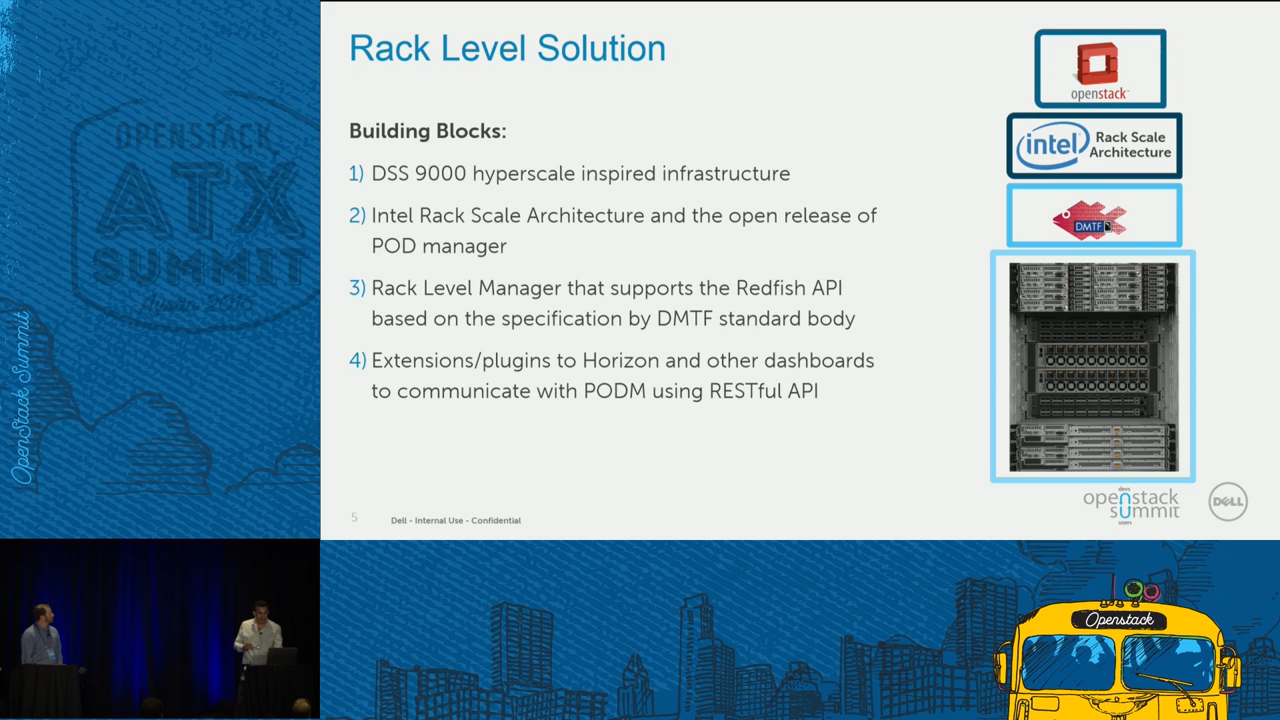 Rack Level Solution
Building Blocks:
1) DSS 9000 hyperscale inspired infrastructure
2) Intel Rack Scale Architecture and the open release of
POD manager
3) Rack Level Manager that supports the Redfish API
based on the specification by DMTF standard body
4) Extensions/plugins to Horizon and other dashboards
to communicate with PODM using RESTful API
openstack
intel
Rack Scale
Architecture
DMTF
devs
openstack
summit
users
DELL
5
Dell - Internal Use - Confidential
OPENSTACK
ATX
SUMMIT
OpenStack Summit
Openstack